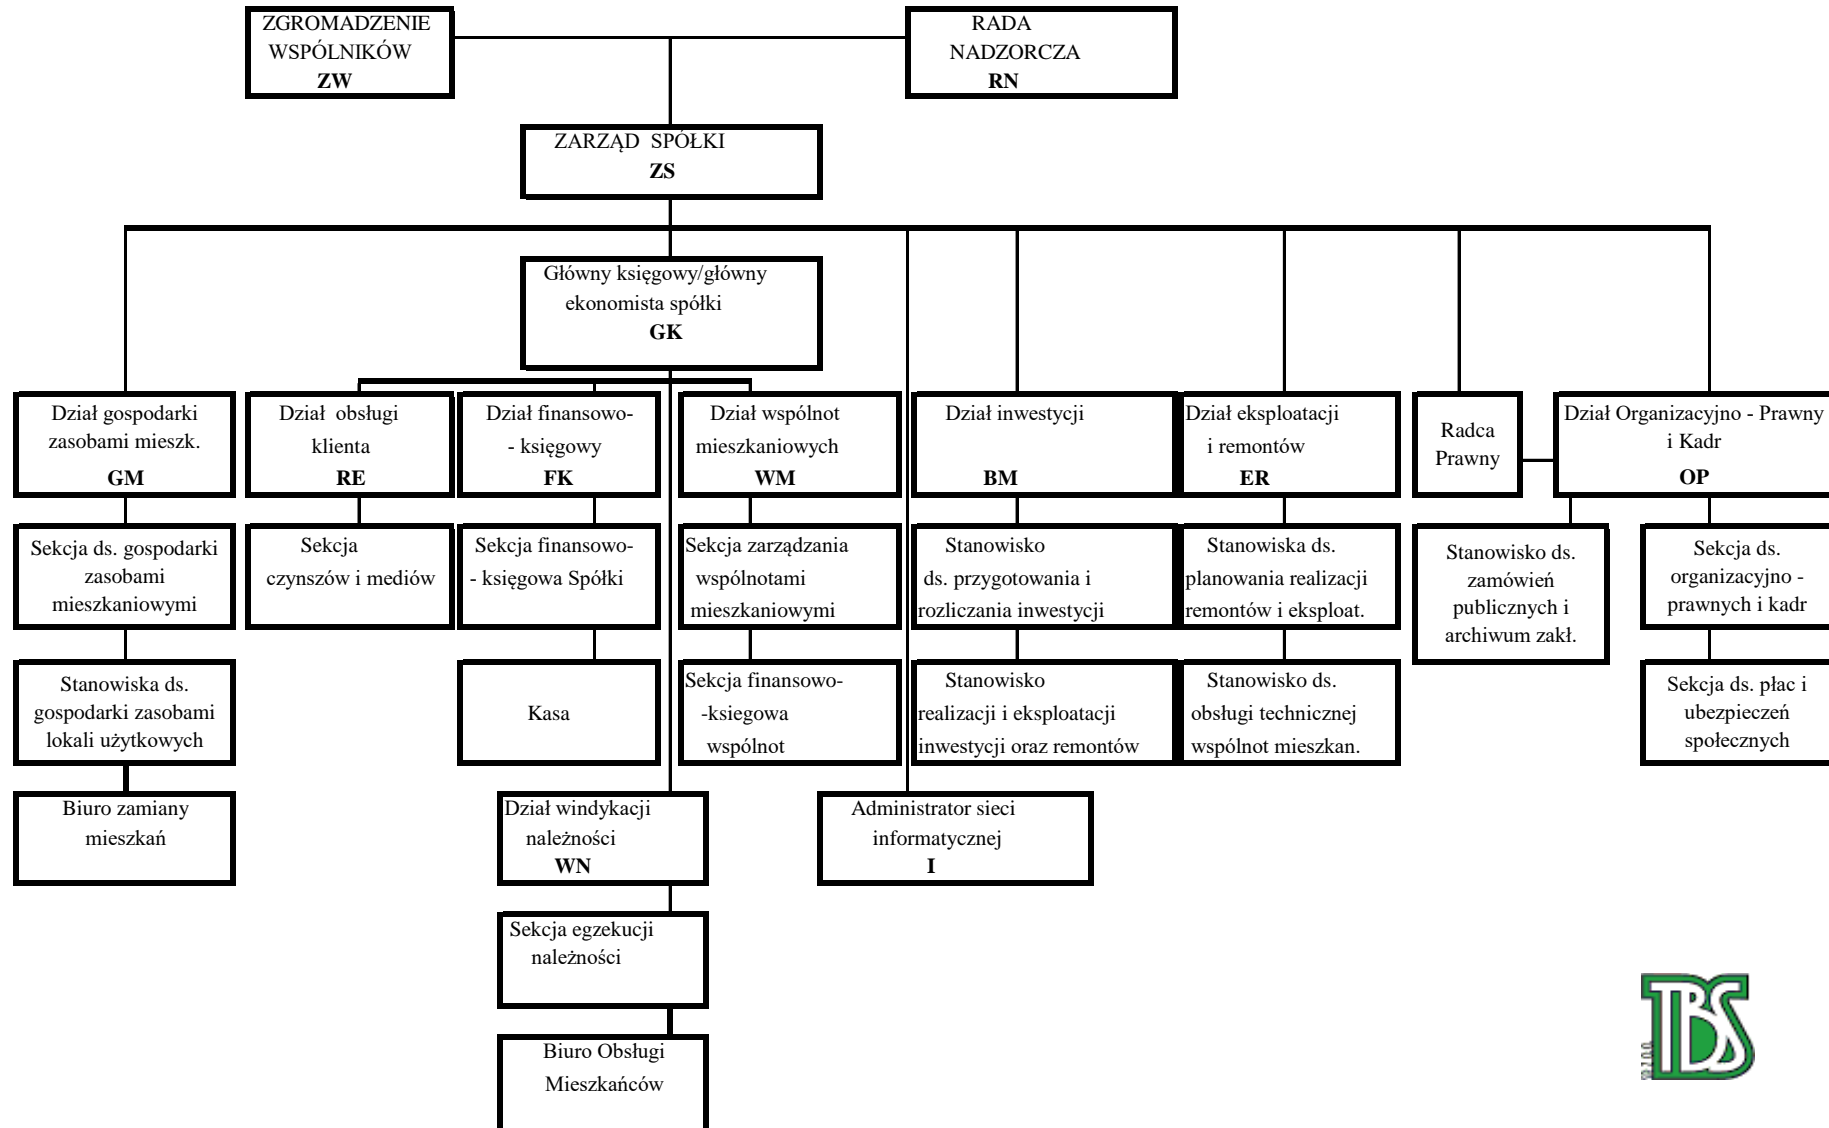 ZGROMADZENIE
WSPÓLNIKÓW
ZW
RADA
NADZORCZA
RN
ZARZĄD SPÓŁKI
ZS
Główny księgowy/główny
ekonomista spółki
GK
Dział gospodarki
zasobami mieszk.
GM
Dział obsługi
klienta
RE
Dział finansowo-
- księgowy
FK
Dział wspólnot
mieszkaniowych
WM
Dział inwestycji
BM
Dział eksploatacji
i remontów
ER
Radca
Prawny
Dział Organizacyjno - Prawny
i Kadr
OP
Sekcja ds. gospodarki
zasobami
mieszkaniowymi
Sekcja
czynszów i mediów
Sekcja finansowo-
- księgowa Spółki
Sekcja zarządzania
wspólnotami
mieszkaniowymi
Stanowisko
ds. przygotowania i
rozliczania inwestycji
Stanowiska ds.
planowania realizacji
remontów i eksploat.
Stanowisko ds.
zamówień
publicznych i
archiwum zakł.
Sekcja ds.
organizacyjno -
prawnych i kadr
Stanowiska ds.
gospodarki zasobami
lokali użytkowych
Kasa
Sekcja finansowo-
-ksiegowa
wspólnot
Stanowisko
realizacji i eksploatacji
inwestycji oraz remontów
Stanowisko ds.
obsługi technicznej
wspólnot mieszkan.
Sekcja ds. płac i
ubezpieczeń
społecznych
Biuro zamiany
mieszkań
Dział windykacji
należności
WN
Administrator sieci
informatycznej
I
Sekcja egzekucji
należności
Biuro Obsługi
Mieszkańców
TBS